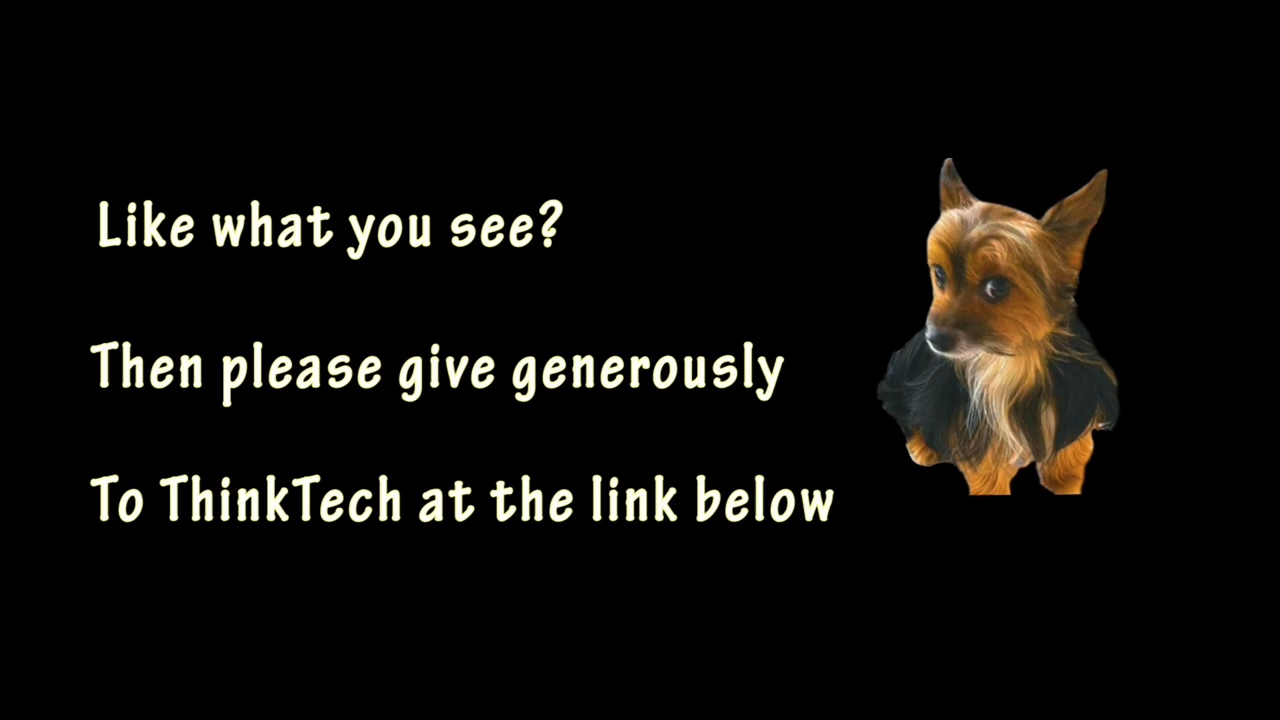 Like what you see?
Then please give generously
To ThinkTech at the link below